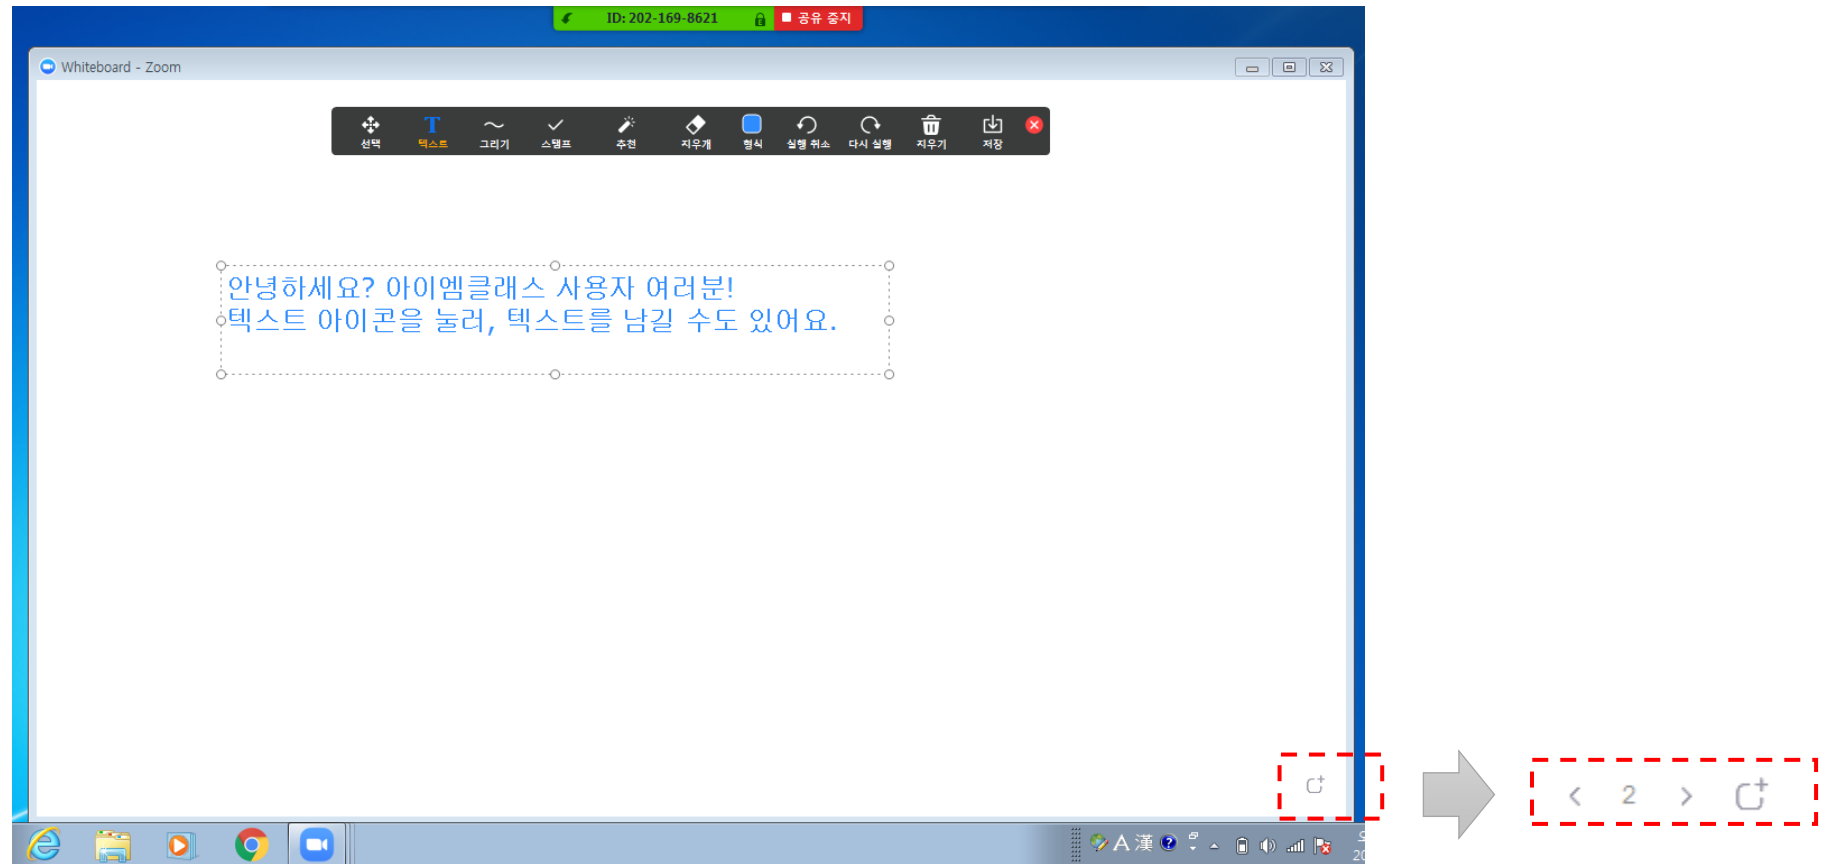 ID: 202-169-8621 공유 중지
Whiteboard - Zoom
선택 텍스트 그리기 스탬프 추천 지우개 형식 실행 취소 다시 실행 지우기 저장
안녕하세요? 아이엠클래스 사용자 여러분!
텍스트 아이콘을 눌러, 텍스트를 남길 수도 있어요.
< 2 >
A 漢